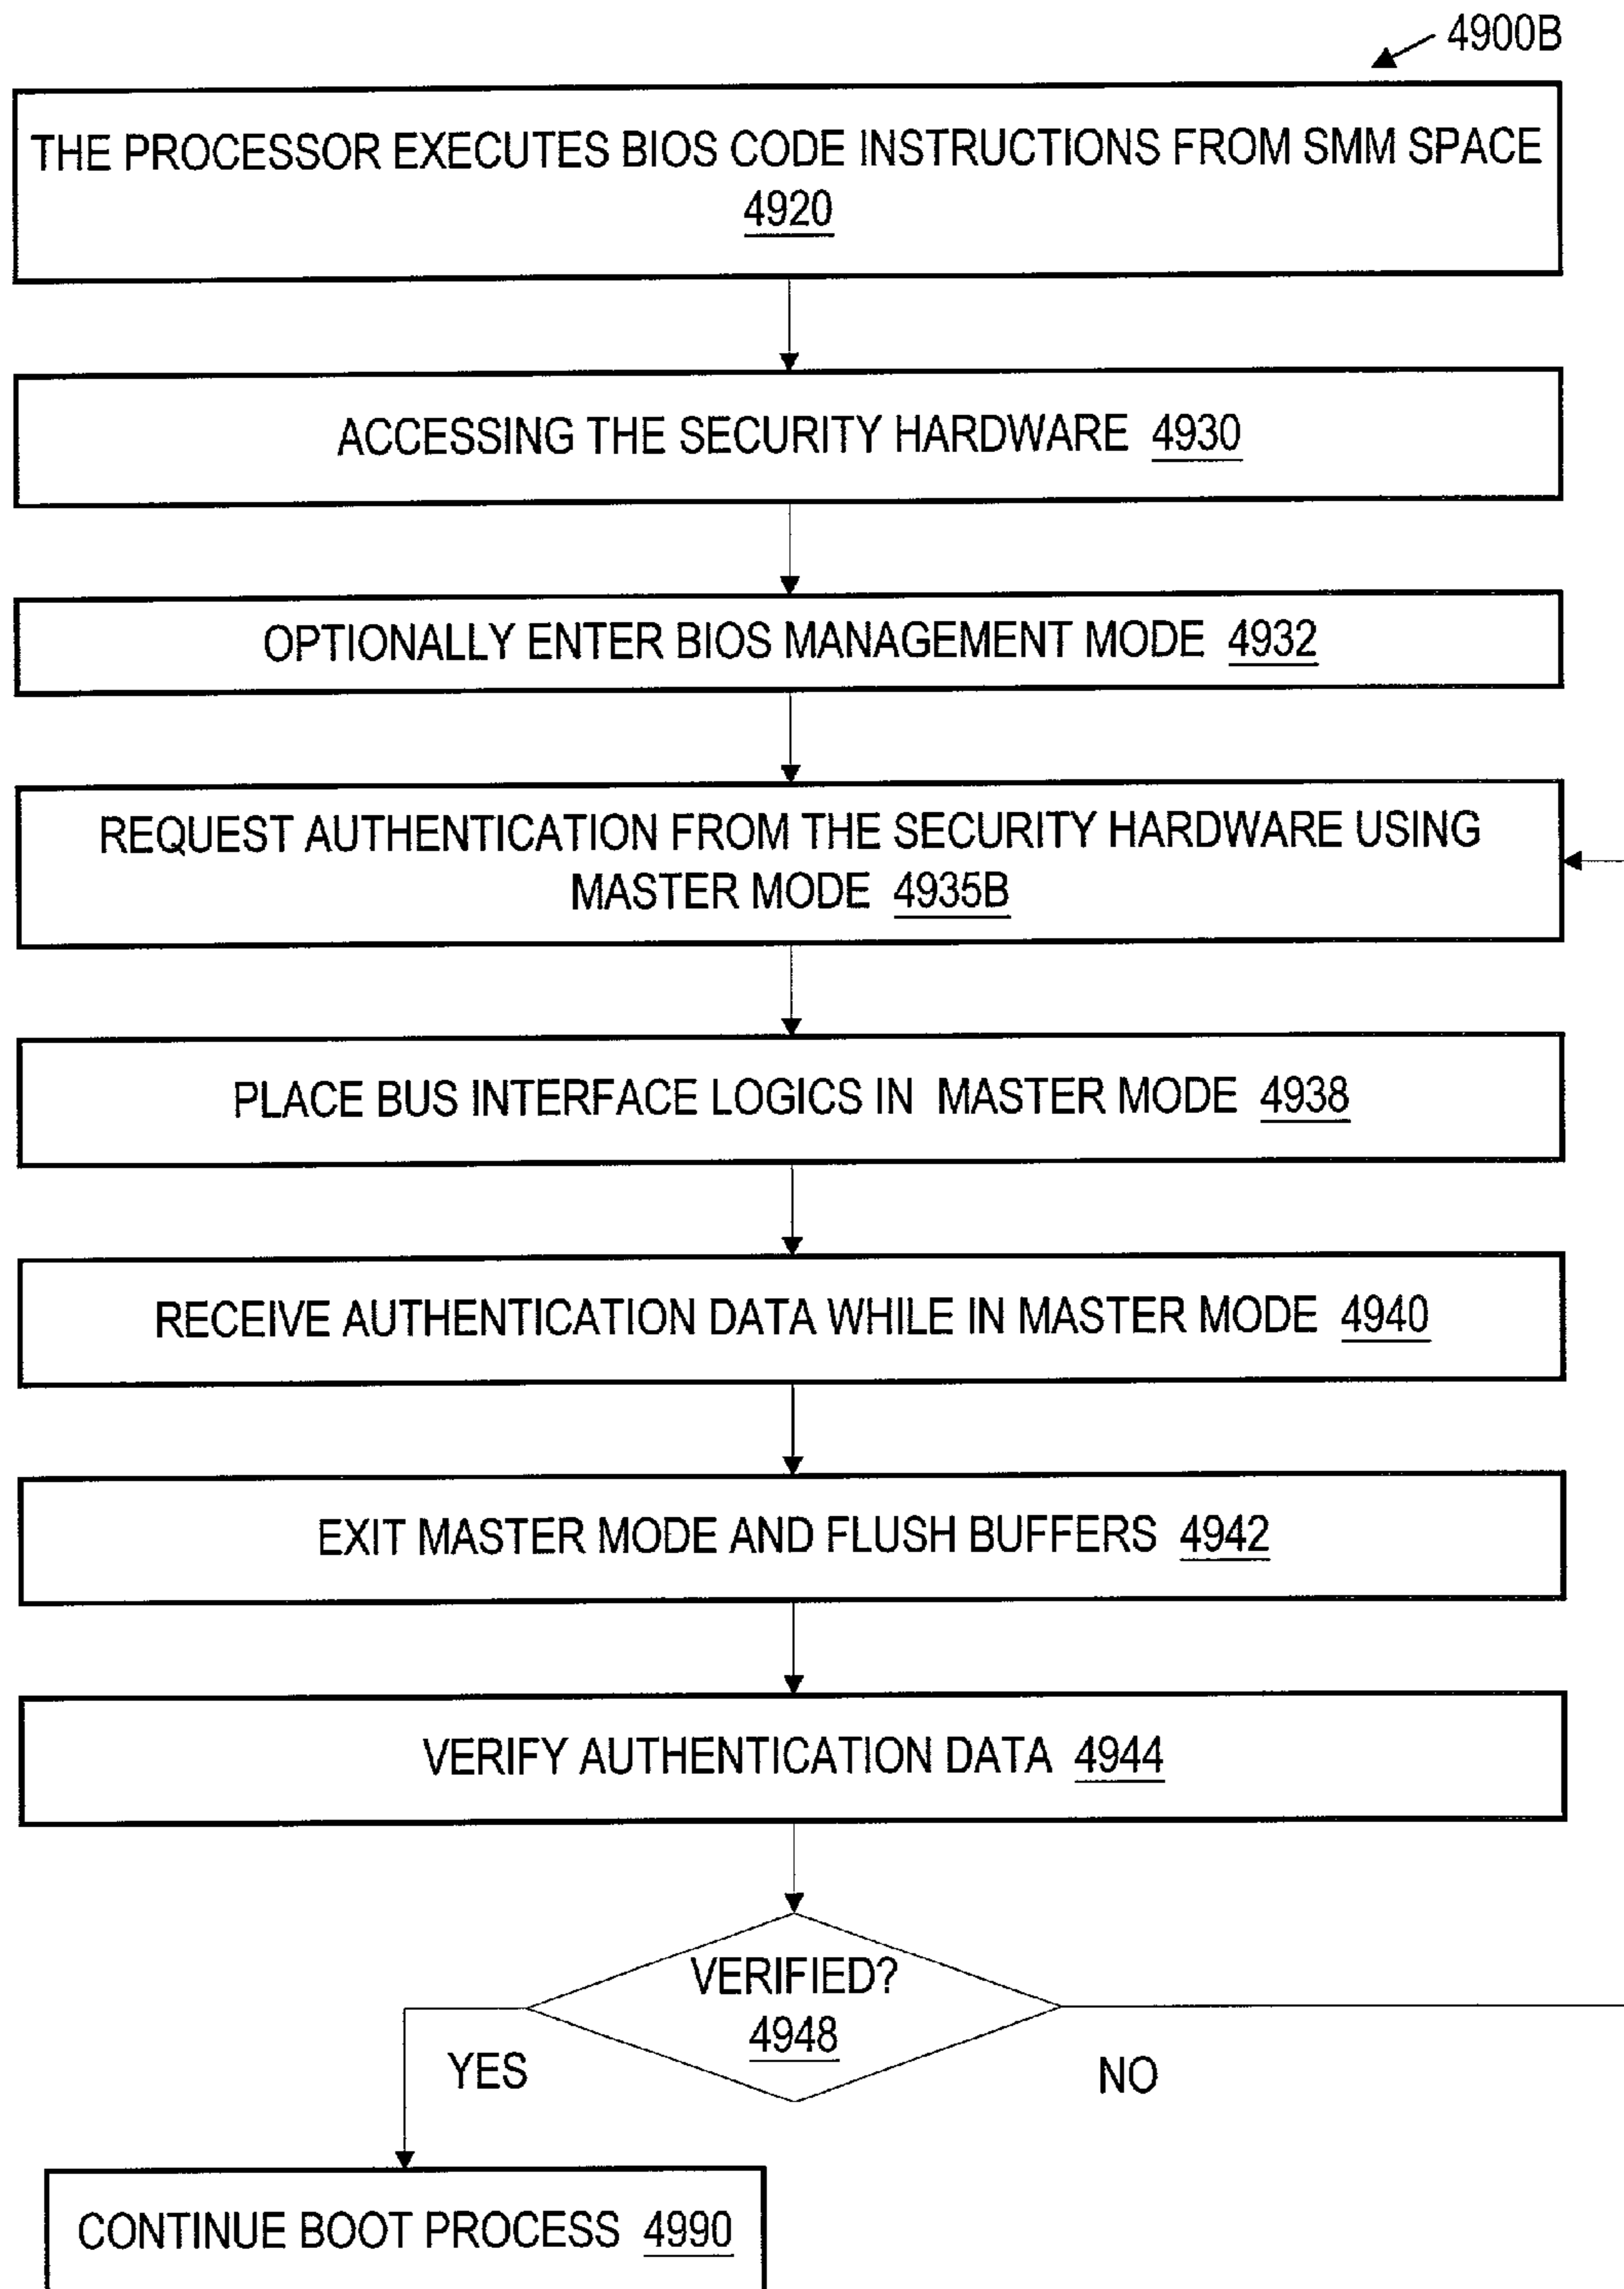 4900B
THE PROCESSOR EXECUTES BIOS CODE INSTRUCTIONS FROM SMM SPACE
4920
ACCESSING THE SECURITY HARDWARE 4930
OPTIONALLY ENTER BIOS MANAGEMENT MODE 4932
REQUEST AUTHENTICATION FROM THE SECURITY HARDWARE USING
MASTER MODE 4935B
PLACE BUS INTERFACE LOGICS IN MASTER MODE 4938
RECEIVE AUTHENTICATION DATA WHILE IN MASTER MODE 4940
EXIT MASTER MODE AND FLUSH BUFFERS 4942
VERIFY AUTHENTICATION DATA 4944
VERIFIED?
4948
YES
NO
CONTINUE BOOT PROCESS 4990